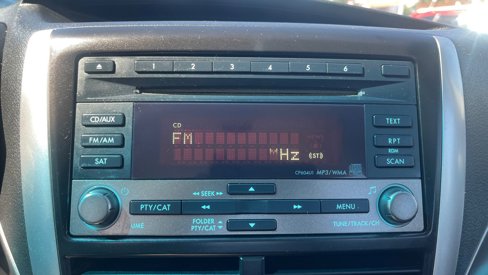 1 2 3 4 5 6
CD/AUX
CD
TEXT
FM/AM
FM
MHz (ST)
RPT
RDM
SAT
SCAN
MP3/WMA
SEEK
PTY/CAT
MENU
FOLDER
PTY/CAT
TUNE/TRACK/CH